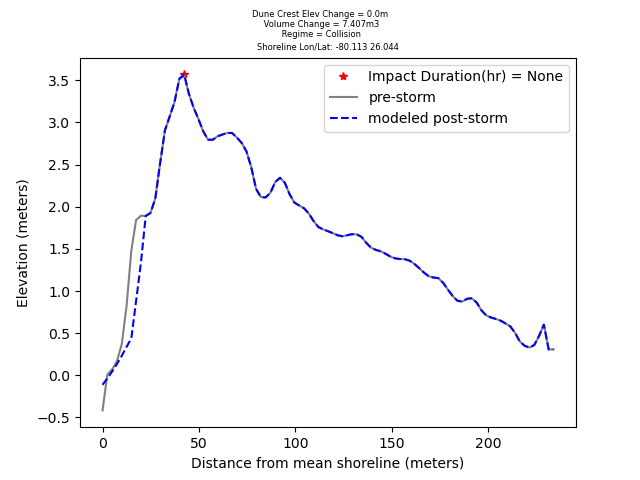 Dune Crest Elev Change = 0.0m
Volume Change = 7.407m3
Regime = Collision
Shoreline Lon/Lat: -80.113 26.044
Impact Duration(hr) = None
pre-storm
modeled post-storm
Elevation (meters)
3.5
3.0
2.5
2.0
1.5
1.0
0.5
0.0
−0.5
0
50
100
150
200
Distance from mean shoreline (meters)